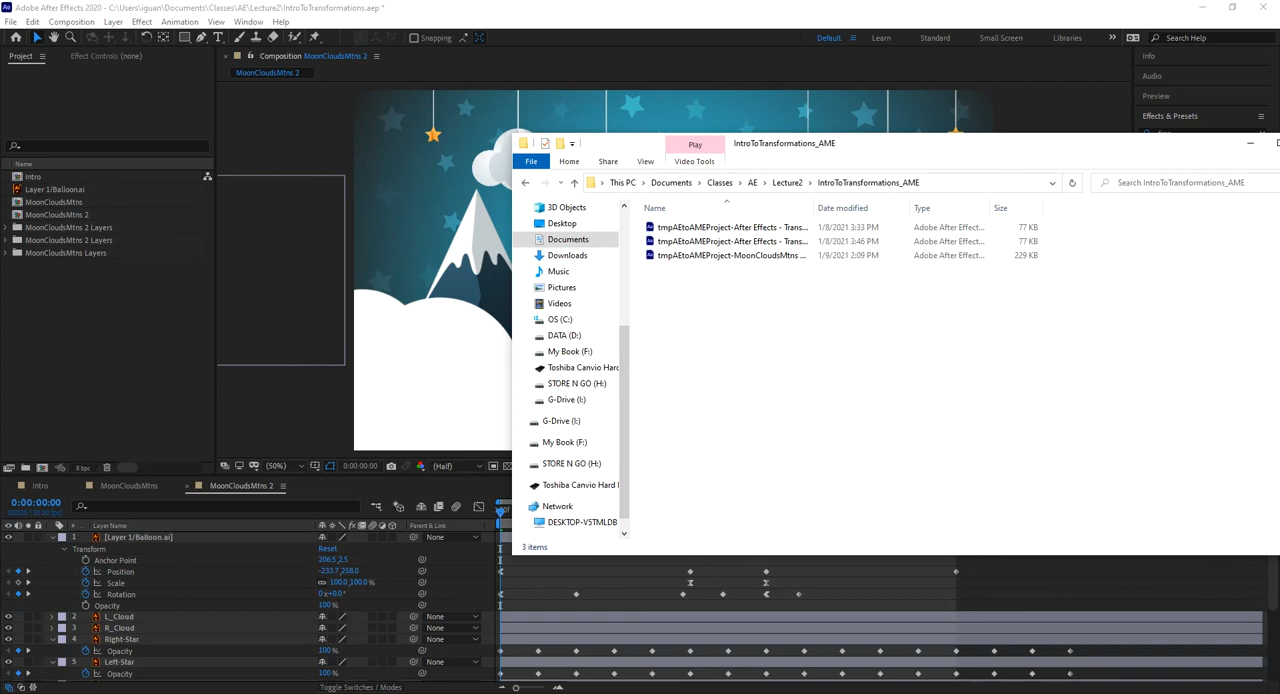 Adobe After Effects 2020 - C:\Users\iguan\Documents\Classes\AE\Lecture2\IntroToTransformations.aep *
File Edit Composition Layer Effect Animation View Window Help
Snapping
Default Learn Standard Small Screen Libraries Search Help
Project Effect Controls (none)
Composition MoonCloudsMtns 2
MoonCloudsMtns 2
Info
Audio
Preview
Effects & Presets
Name
Intro
Layer 1/Balloon.ai
MoonCloudsMtns
MoonCloudsMtns 2
MoonCloudsMtns 2 Layers
MoonCloudsMtns 2 Layers
MoonCloudsMtns Layers
8 bpc
(50%) 0:00:00:00 (Half)
Play IntroToTransformations_AME
File Home Share View Video Tools
This PC Documents Classes AE Lecture2 IntroToTransformations_AME
Search IntroToTransformations_AME
Name Date modified Type Size
tmpAEtoAMEProject-After Effects - Trans... 1/8/2021 3:33 PM Adobe After Effect... 77 KB
tmpAEtoAMEProject-After Effects - Trans... 1/8/2021 3:46 PM Adobe After Effect... 77 KB
tmpAEtoAMEProject-MoonCloudsMtns ... 1/9/2021 2:09 PM Adobe After Effect... 229 KB
3D Objects
Desktop
Documents
Downloads
Music
Pictures
Videos
OS (C:)
DATA (D:)
My Book (F:)
Toshiba Canvio Hard
STORE N GO (H:)
G-Drive (I:)
G-Drive (I:)
My Book (F:)
STORE N GO (H:)
Toshiba Canvio Hard
Network
DESKTOP-V5TMLDB
3 items
Intro MoonCloudsMtns MoonCloudsMtns 2
0:00:00:00
# Layer Name Parent & Link
1 [Layer 1/Balloon.ai] None
Transform Reset
Anchor Point 206.5,2.5
Position -233.7,258.0
Scale 100.0,100.0%
Rotation 0x+0.0°
Opacity 100%
2 L_Cloud None
3 R_Cloud None
4 Right-Star None
Opacity 100%
5 Left-Star None
Opacity 100%
Toggle Switches / Modes